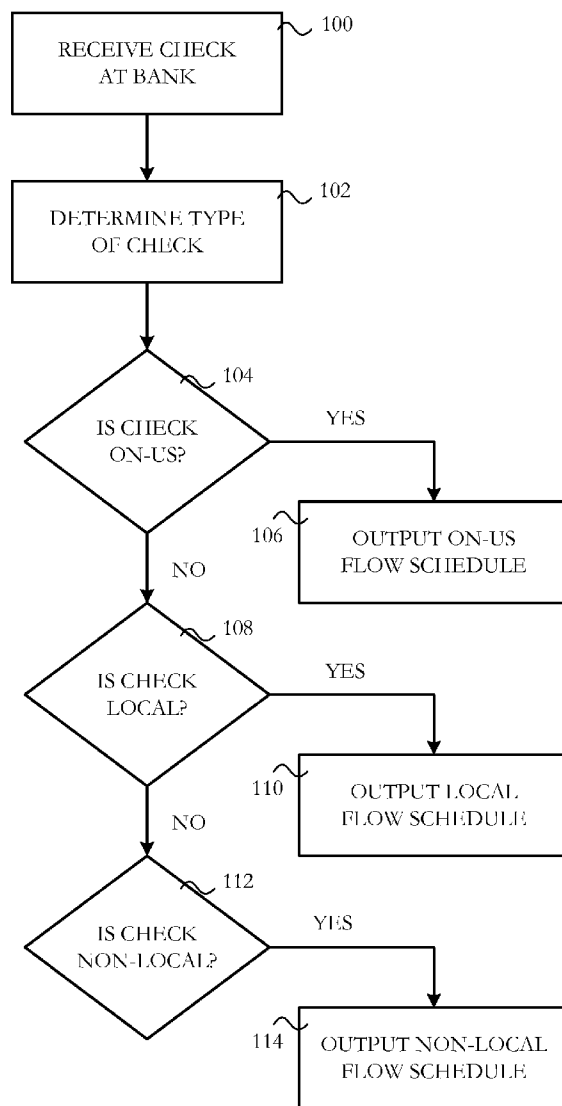 RECEIVE CHECK
AT BANK
100
DETERMINE TYPE
OF CHECK
102
104
IS CHECK
ON-US?
YES
106
OUTPUT ON-US
FLOW SCHEDULE
NO
108
IS CHECK
LOCAL?
YES
110
OUTPUT LOCAL
FLOW SCHEDULE
NO
112
IS CHECK
NON-LOCAL?
YES
114
OUTPUT NON-LOCAL
FLOW SCHEDULE